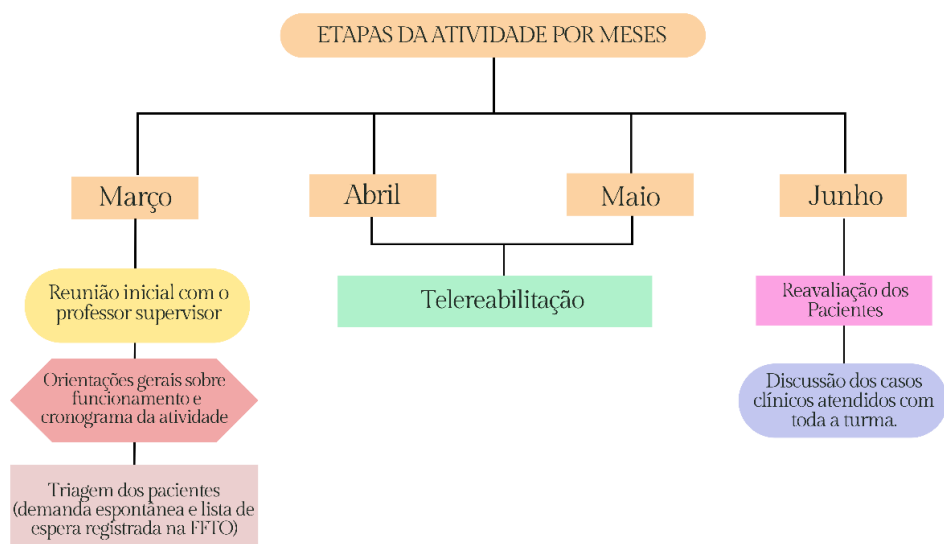 ETAPAS DA ATIVIDADE POR MESES
Março
Abril
Maio
Junho
Reunião inicial com o
professor supervisor
Telereabilitação
Reavaliação dos
Pacientes
Orientações gerais sobre
funcionamento e
cronograma da atividade
Discussão dos casos
clínicos atendidos com
toda a turma.
Triagem dos pacientes
(demanda espontânea e lista de
espera registrada na FFTO)